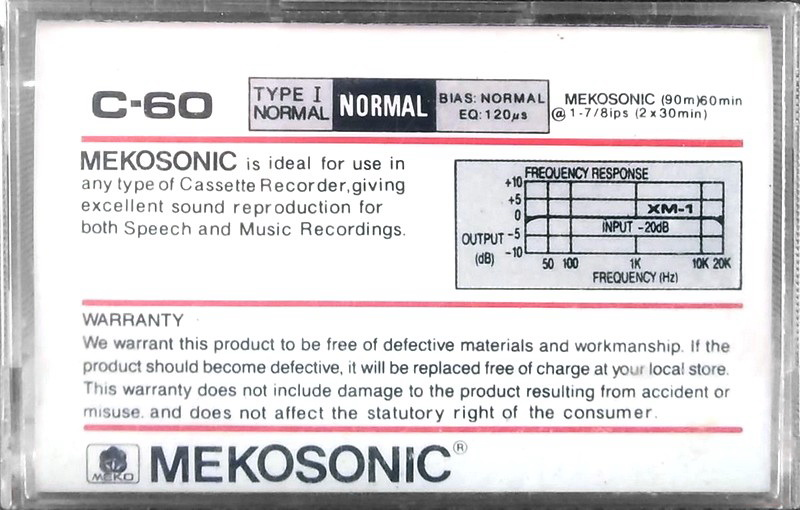 C-60
TYPE I
NORMAL
NORMAL
BIAS: NORMAL
EQ: 120µs
MEKOSONIC (90m)60min
@ 1-7/8ips (2 x 30min)
MEKOSONIC is ideal for use in
any type of Cassette Recorder, giving
excellent sound reproduction for
both Speech and Music Recordings.
FREQUENCY RESPONSE
+10
+5
0
-5
-10
OUTPUT
(dB)
XM-1
INPUT -20dB
50 100 1K 10K 20K
FREQUENCY (Hz)
WARRANTY
We warrant this product to be free of defective materials and workmanship. If the
product should become defective, it will be replaced free of charge at your local store.
This warranty does not include damage to the product resulting from accident or
misuse. and does not affect the statutory right of the consumer.
MEKO
MEKOSONIC®